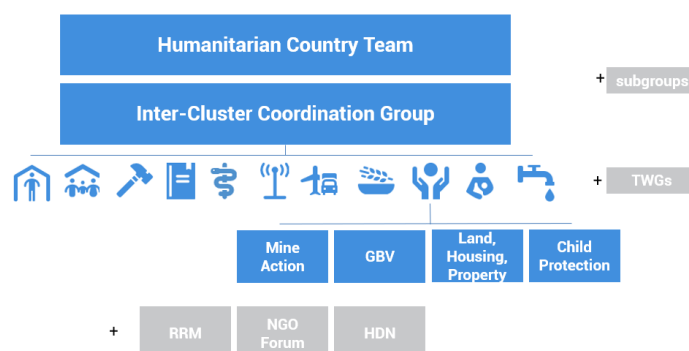 Humanitarian Country Team
+ subgroups
Inter-Cluster Coordination Group
+ TWGs
Mine
Action
GBV
Land,
Housing,
Property
Child
Protection
+ RRM
NGO
Forum
HDN